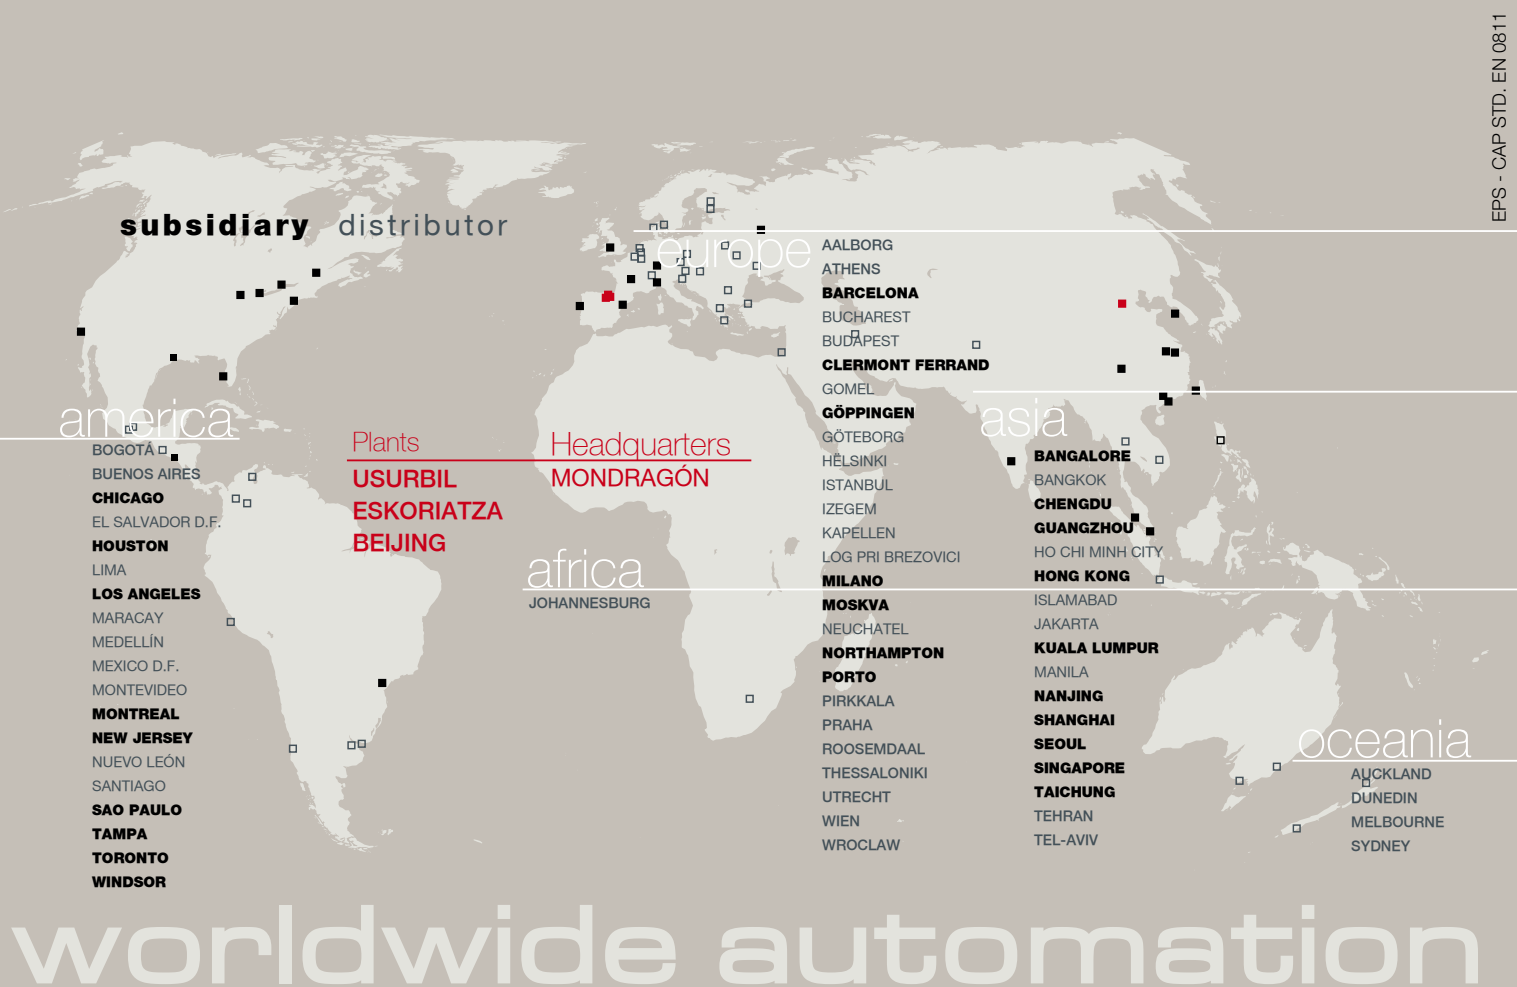 EPS - CAP STD. EN 0811
subsidiary distributor
america
BOGOTÁ
BUENOS AIRES
CHICAGO
EL SALVADOR D.F.
HOUSTON
LIMA
LOS ANGELES
MARACAY
MEDELLÍN
MEXICO D.F.
MONTEVIDEO
MONTREAL
NEW JERSEY
NUEVO LEÓN
SANTIAGO
SAO PAULO
TAMPA
TORONTO
WINDSOR
Plants
USURBIL
ESKORIATZA
BEIJING
Headquarters
MONDRAGÓN
africa
JOHANNESBURG
europe
AALBORG
ATHENS
BARCELONA
BUCHAREST
BUDAPEST
CLERMONT FERRAND
GOMEL
GÖPPINGEN
GÖTEBORG
HËLSINKI
ISTANBUL
IZEGEM
KAPELLEN
LOG PRI BREZOVICI
MILANO
MOSKVA
NEUCHATEL
NORTHAMPTON
PORTO
PIRKKALA
PRAHA
ROOSEMDAAL
THESSALONIKI
UTRECHT
WIEN
WROCLAW
asia
BANGALORE
BANGKOK
CHENGDU
GUANGZHOU
HO CHI MINH CITY
HONG KONG
ISLAMABAD
JAKARTA
KUALA LUMPUR
MANILA
NANJING
SHANGHAI
SEOUL
SINGAPORE
TAICHUNG
TEHRAN
TEL-AVIV
oceania
AUCKLAND
DUNEDIN
MELBOURNE
SYDNEY
worldwide automation